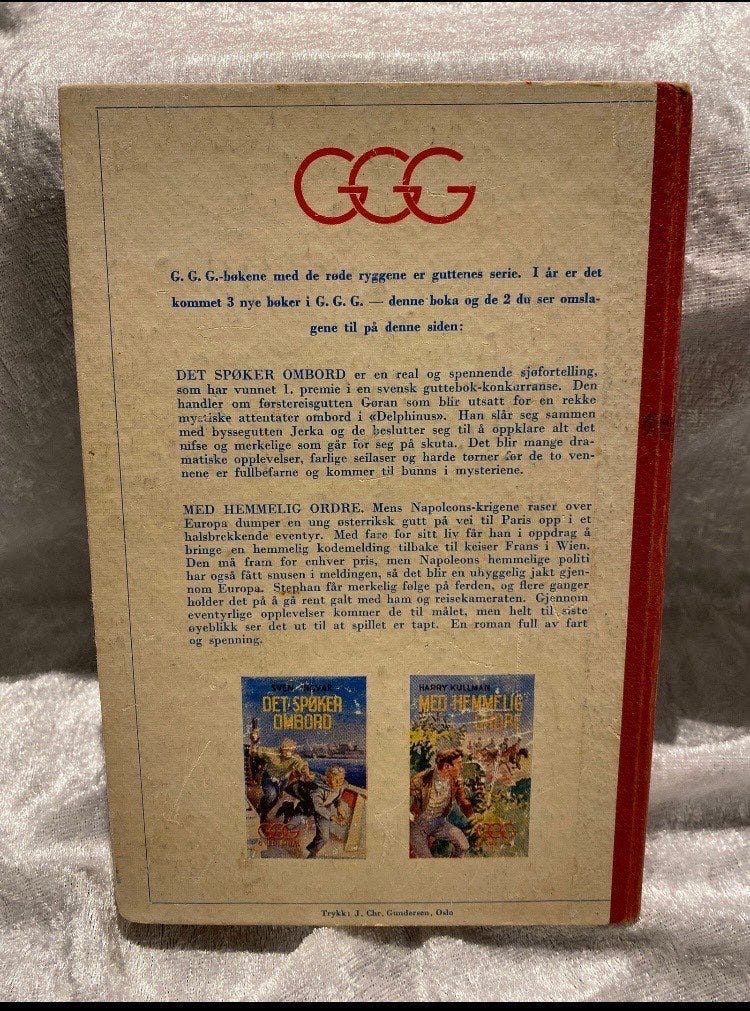 GGG
G. G. G.-bøkene med de røde ryggene er guttenes serie. I år er det
kommet 3 nye bøker i G. G. G. — denne boka og de 2 du ser omsla-
gene til på denne siden:
DET SPØKER OMBORD er en real og spennende sjøfortelling,
som har vunnet 1. premie i en svensk guttebok-konkurranse. Den
handler om førstereisgutten Gøran som blir utsatt for en rekke
mystiske attentater ombord i «Delphinus». Han slår seg sammen
med byssegutten Jerka og de beslutter seg til å oppklare alt det
nifse og merkelige som går for seg på skuta. Det blir mange dra-
matiske opplevelser, farlige seilaser og harde tørner for de to ven-
nene er fullbefarne og kommer til bunns i mysteriene.
MED HEMMELIG ORDRE. Mens Napoleons-krigene raser over
Europa dumper en ung østerriksk gutt på vei til Paris opp i et
halsbrekkende eventyr. Med fare for sitt liv får han i oppdrag å
bringe en hemmelig kodemelding tilbake til keiser Frans i Wien.
Den må fram for enhver pris, men Napoleons hemmelige politi
har også fått snusen i meldingen, så det blir en uhyggelig jakt gjen-
nom Europa. Stephan får merkelig følge på ferden, og flere ganger
holder det på å gå rent galt med ham og reisekameraten. Gjennom
eventyrlige opplevelser kommer de til målet, men helt til siste
øyeblikk ser det ut til at spillet er tapt. En roman full av fart
og spenning.
SVEN INGVAR
DET SPØKER
OMBORD
GGG
HARRY KULLMAN
MED HEMMELIG
ORDRE
GGG
Trykk: J. Chr. Gundersen, Oslo